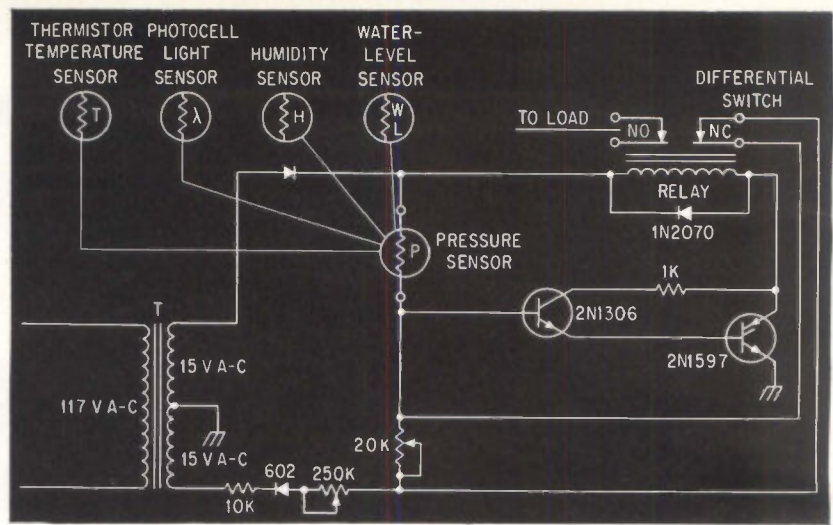 THERMISTOR
TEMPERATURE
SENSOR
PHOTOCELL
LIGHT
SENSOR
HUMIDITY
SENSOR
WATER-
LEVEL
SENSOR
DIFFERENTIAL
SWITCH
T
λ
H
W
L
TO LOAD
NO
NC
RELAY
1N2070
P
PRESSURE
SENSOR
1K
2N1306
2N1597
T
15 V A-C
117 V A-C
15 V A-C
20K
602
250K
10K